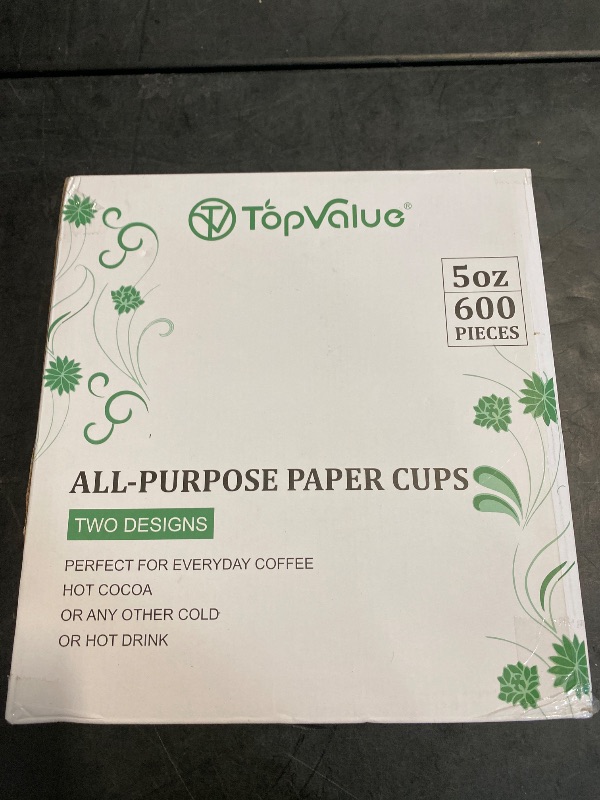 TV TopValue®
5oz
600
PIECES
ALL-PURPOSE PAPER CUPS
TWO DESIGNS
PERFECT FOR EVERYDAY COFFEE
HOT COCOA
OR ANY OTHER COLD
OR HOT DRINK